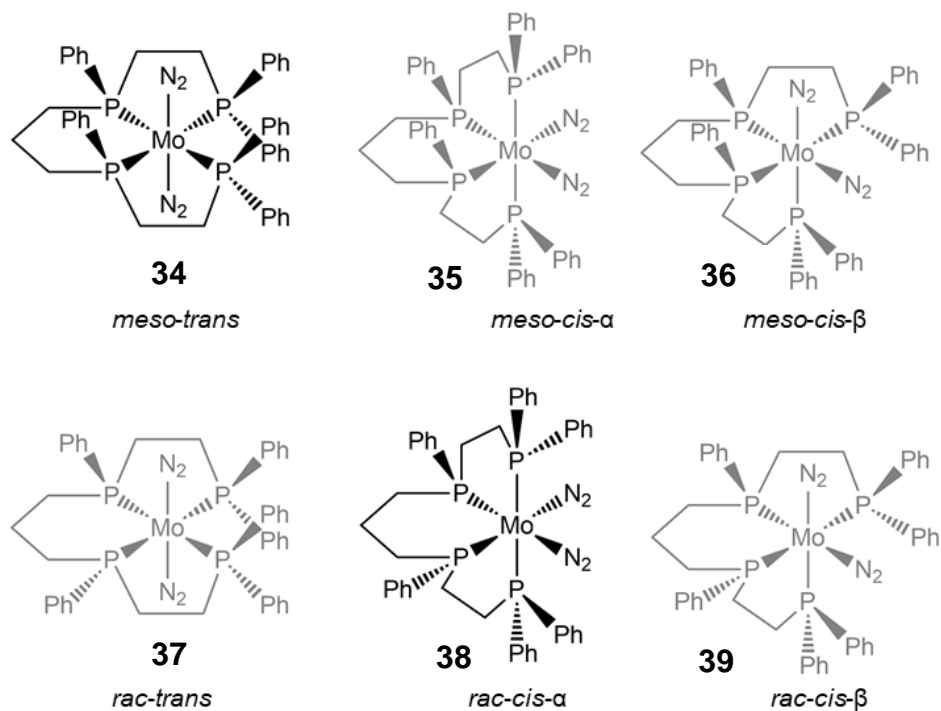 Ph Ph
N₂
P P
Ph Ph
Mo
Ph
P P
N₂
Ph
34
meso-trans
Ph
Ph Ph
P
P N₂
Ph
Mo
P N₂
P
Ph
Ph
35
meso-cis-α
Ph Ph
N₂
P P
Ph Mo Ph
P N₂
P
Ph
Ph
36
meso-cis-β
Ph Ph
N₂
P P
Ph
Mo
Ph
P P
N₂
Ph Ph
37
rac-trans
Ph
Ph Ph
P
P N₂
Mo
P N₂
Ph P
Ph Ph
38
rac-cis-α
Ph Ph
N₂
P P
Ph
Mo
P N₂
Ph P
Ph Ph
39
rac-cis-β